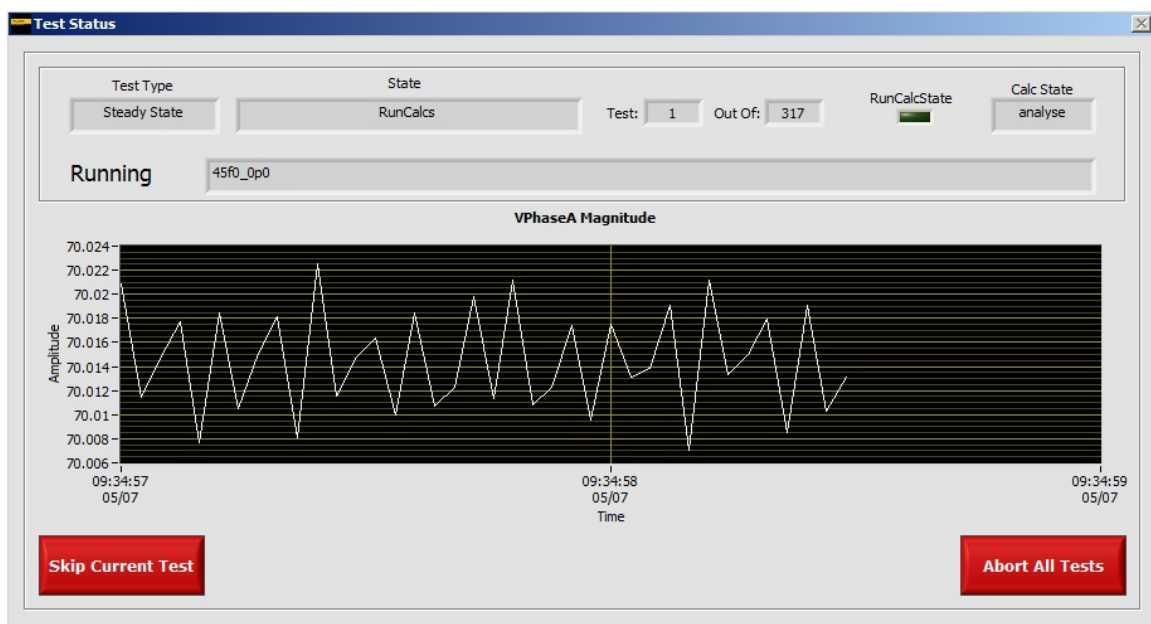 Test Status
Test Type
State
RunCalcState
Calc State
Steady State
RunCalcs
Test: 1 Out Of: 317
analyse
Running
45f0_0p0
VPhaseA Magnitude
70.024
70.022
70.02
70.018
70.016
70.014
70.012
70.01
70.008
70.006
Amplitude
09:34:57
05/07
09:34:58
05/07
09:34:59
05/07
Time
Skip Current Test
Abort All Tests